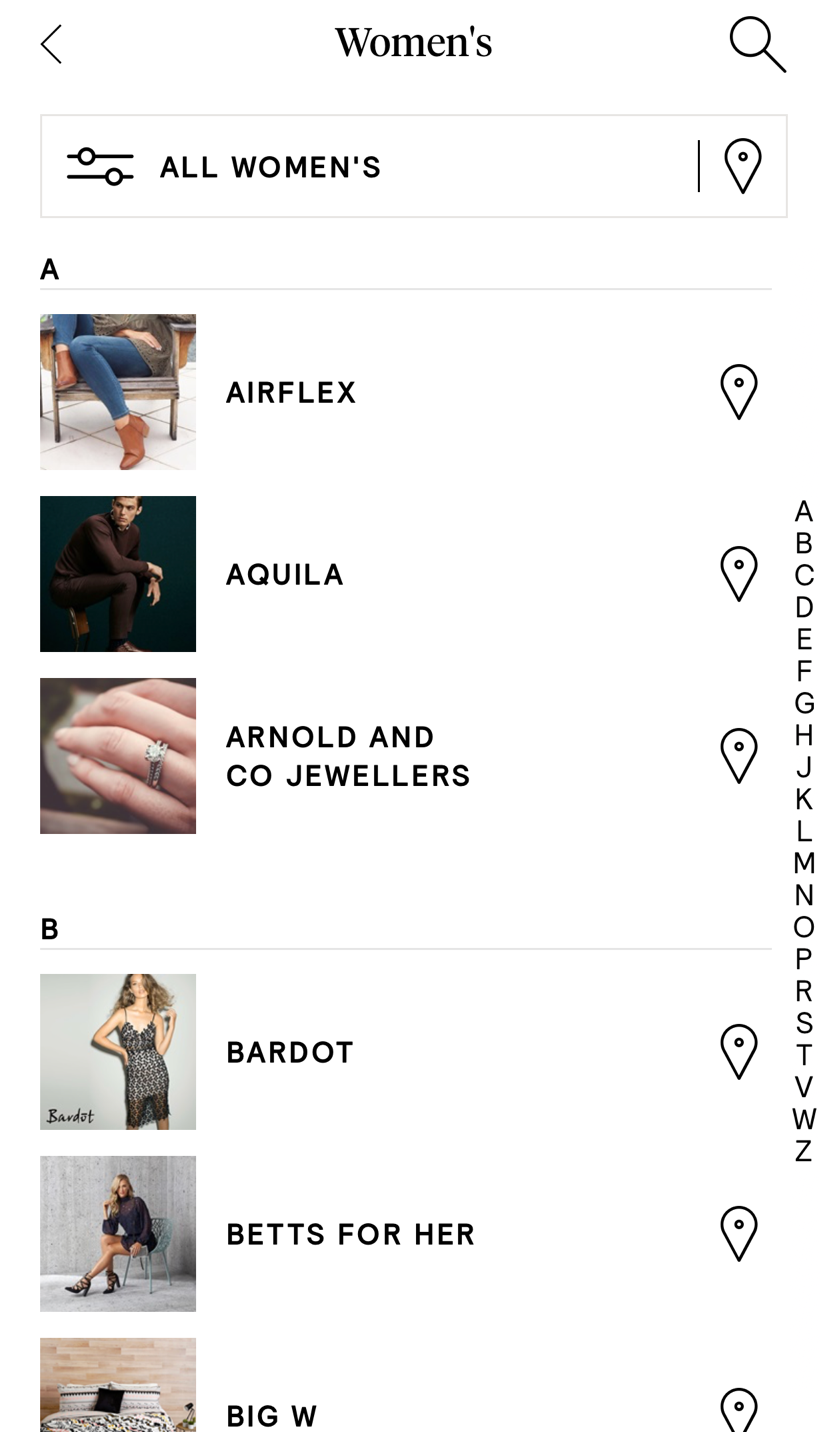 Women's
ALL WOMEN'S
A
AIRFLEX
AQUILA
ARNOLD AND
CO JEWELLERS
B
Bardot
BARDOT
BETTS FOR HER
BIG W
A
B
C
D
E
F
G
H
J
K
L
M
N
O
P
R
S
T
V
W
Z